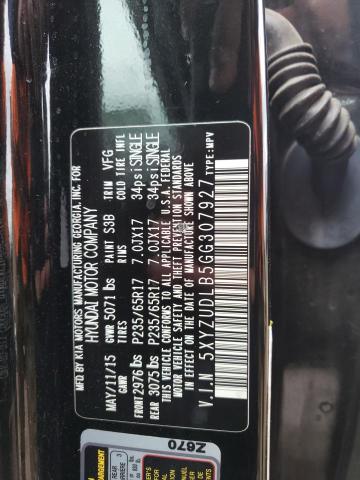 MFD BY KIA MOTORS MANUFACTURING GEORGIA, INC. FOR
HYUNDAI MOTOR COMPANY
MAY/11/15 GVWR 5071 lbs PAINT S3B TRIM VFG
GAWR TIRES RIMS COLD TIRE INFL
FRONT 2976 lbs P235/65R17 7.0JX17 34psi SINGLE
REAR 3075 lbs P235/65R17 7.0JX17 34psi SINGLE
THIS VEHICLE CONFORMS TO ALL APPLICABLE U.S.A. FEDERAL
MOTOR VEHICLE SAFETY, BUMPER, AND THEFT PREVENTION
STANDARDS IN EFFECT ON THE DATE OF MANUFACTURE SHOWN ABOVE.
V.I.N 5XYZUDLB5GG307927 TYPE: MPV
Z670
REAR 3